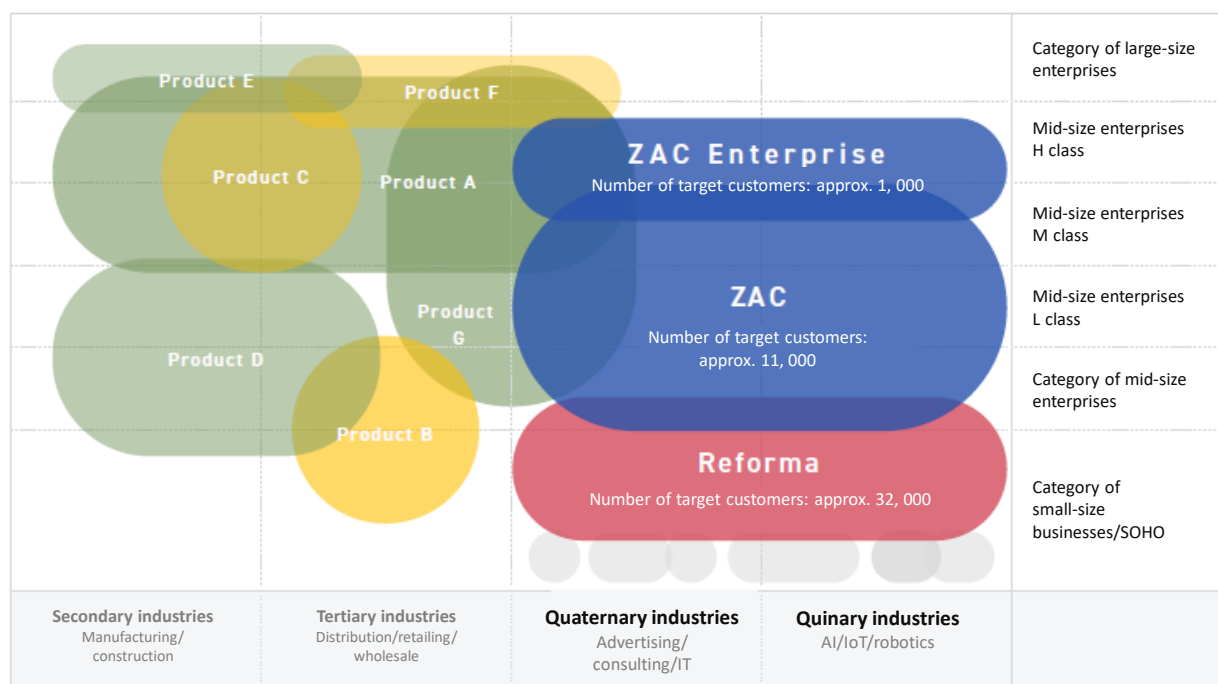 Category of large-size
enterprises
Product E
Product F
Mid-size enterprises
H class
ZAC Enterprise
Number of target customers: approx. 1, 000
Product C
Product A
Mid-size enterprises
M class
Mid-size enterprises
L class
ZAC
Number of target customers:
approx. 11, 000
Product
G
Product D
Category of mid-size
enterprises
Product B
Reforma
Number of target customers: approx. 32, 000
Category of
small-size
businesses/SOHO
Secondary industries
Manufacturing/
construction
Tertiary industries
Distribution/retailing/
wholesale
Quaternary industries
Advertising/
consulting/IT
Quinary industries
AI/IoT/robotics